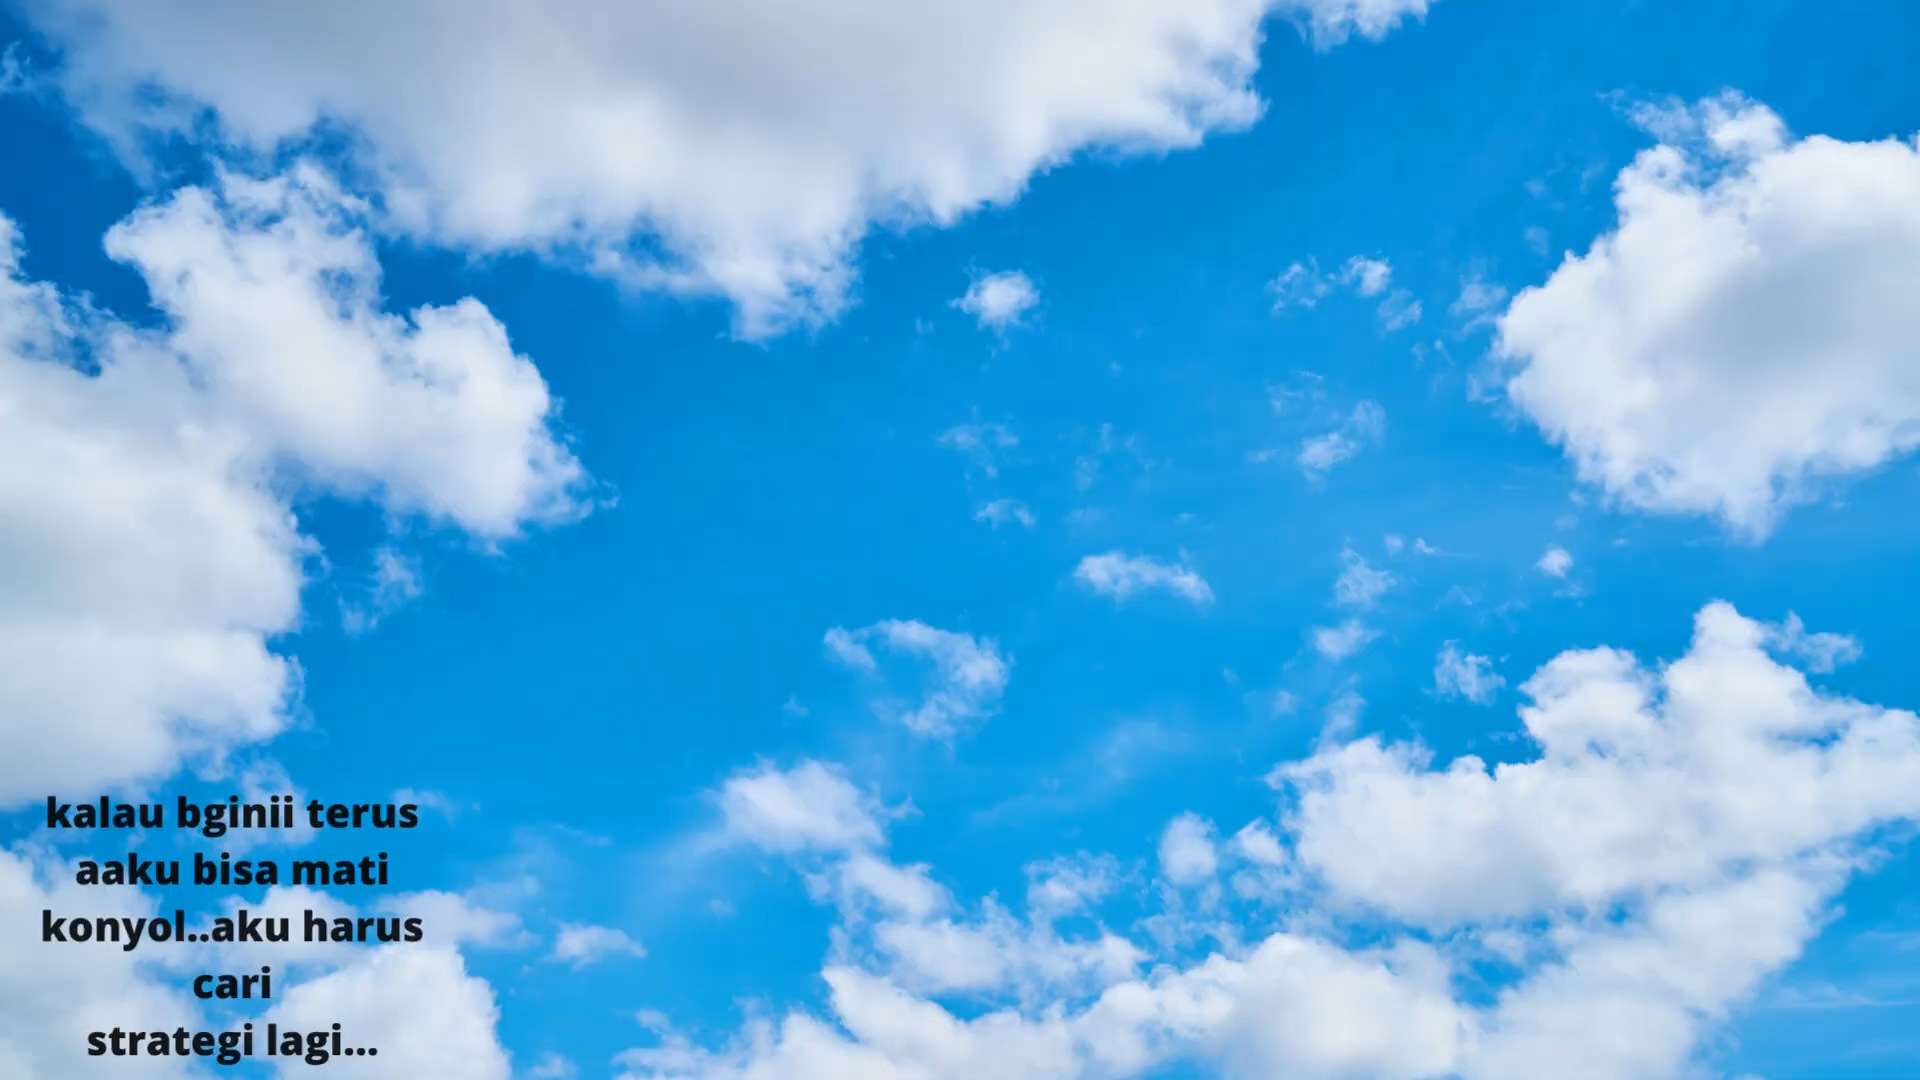 kalau bginii terus
aaku bisa mati
konyol..aku harus
cari
strategi lagi...